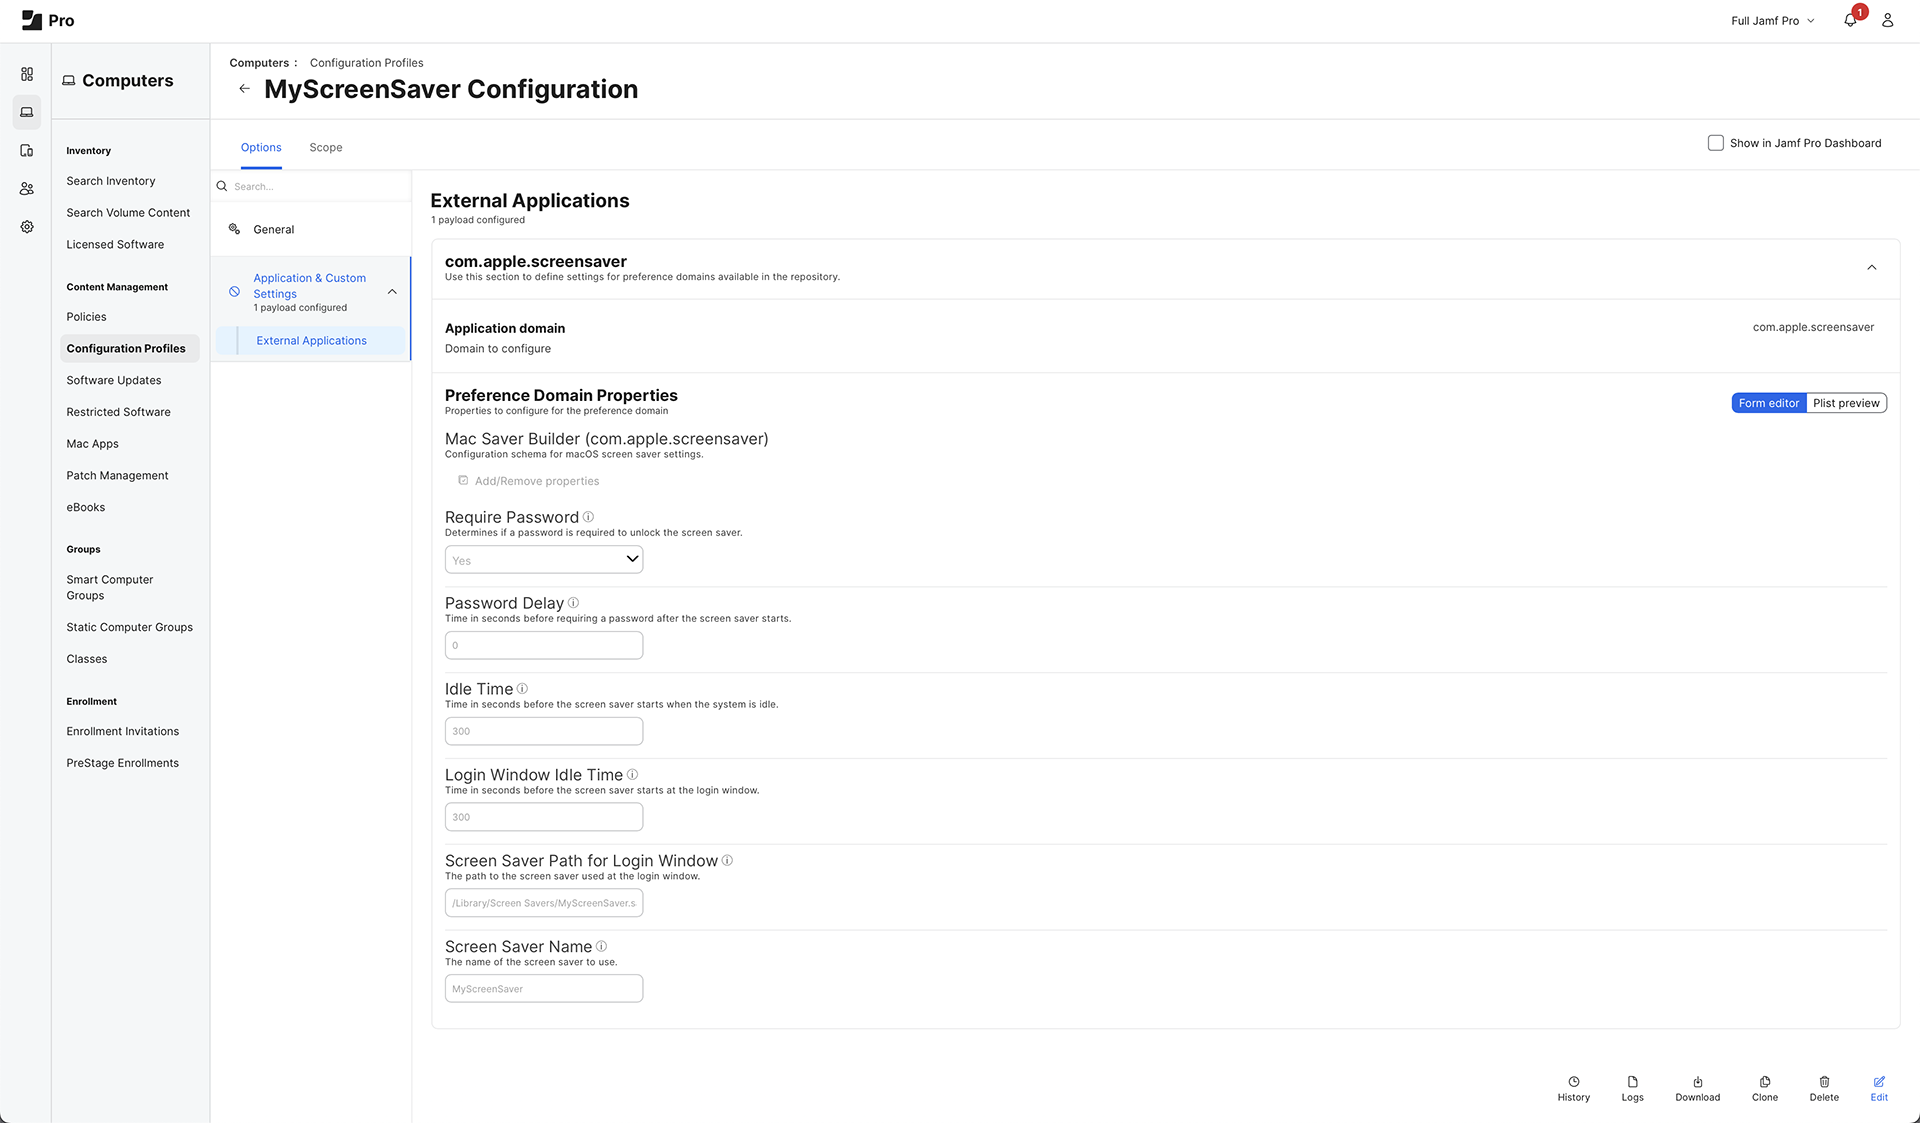 Pro
Full Jamf Pro
1
Computers
Inventory
Search Inventory
Search Volume Content
Licensed Software
Content Management
Policies
Configuration Profiles
Software Updates
Restricted Software
Mac Apps
Patch Management
eBooks
Groups
Smart Computer
Groups
Static Computer Groups
Classes
Enrollment
Enrollment Invitations
PreStage Enrollments
Computers : Configuration Profiles
MyScreenSaver Configuration
Options Scope
Show in Jamf Pro Dashboard
Search...
General
Application & Custom
Settings
1 payload configured
External Applications
External Applications
1 payload configured
com.apple.screensaver
Use this section to define settings for preference domains available in the repository.
Application domain
com.apple.screensaver
Domain to configure
Preference Domain Properties
Properties to configure for the preference domain
Form editor Plist preview
Mac Saver Builder (com.apple.screensaver)
Configuration schema for macOS screen saver settings.
Add/Remove properties
Require Password
Determines if a password is required to unlock the screen saver.
Yes
Password Delay
Time in seconds before requiring a password after the screen saver starts.
0
Idle Time
Time in seconds before the screen saver starts when the system is idle.
300
Login Window Idle Time
Time in seconds before the screen saver starts at the login window.
300
Screen Saver Path for Login Window
The path to the screen saver used at the login window.
/Library/Screen Savers/MyScreenSaver.s
Screen Saver Name
The name of the screen saver to use.
MyScreenSaver
History Logs Download Clone Delete Edit